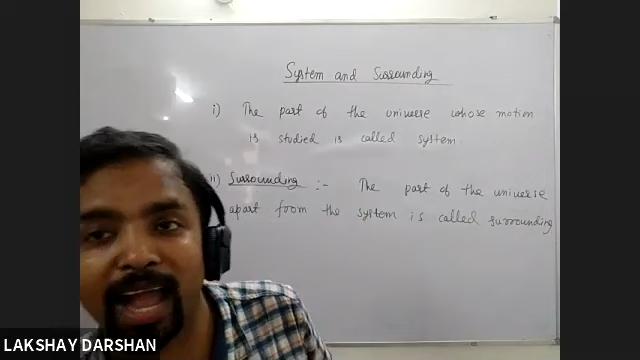 System and Surrounding
i) The part of the universe whose motion
is studied is called system.
ii) Surrounding :- The part of the universe
apart from the system is called surrounding
LAKSHAY DARSHAN